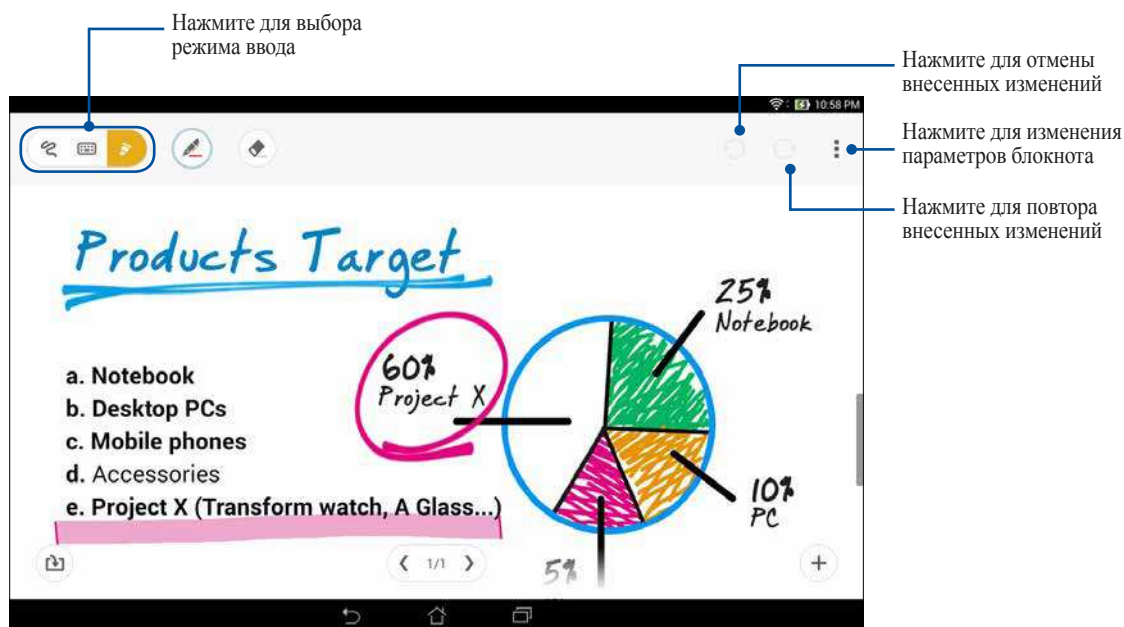 Нажмите для выбора
режима ввода
Нажмите для отмены
внесенных изменений
Нажмите для изменения
параметров блокнота
Нажмите для повтора
внесенных изменений
10:58 PM
Products Target
25%
Notebook
60%
Project X
a. Notebook
b. Desktop PCs
c. Mobile phones
d. Accessories
e. Project X (Transform watch, A Glass...)
10%
PC
5%
1/1